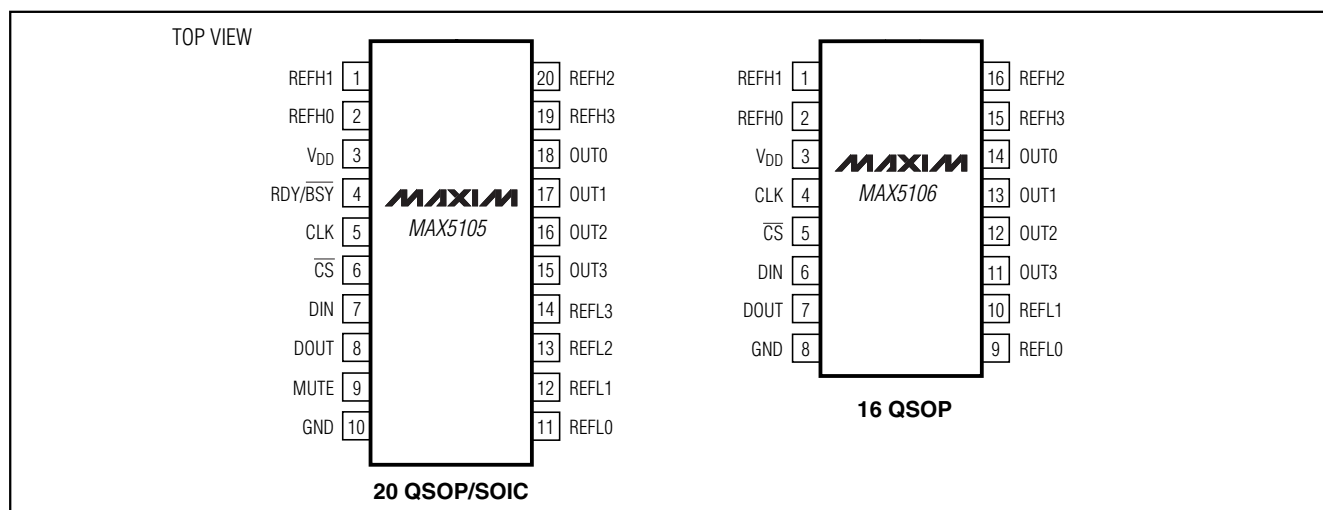 TOP VIEW
REFH1 1
REFH0 2
VDD 3
RDY/BSY 4
CLK 5
CS 6
DIN 7
DOUT 8
MUTE 9
GND 10
MAXIM
MAX5105
20 REFH2
19 REFH3
18 OUT0
17 OUT1
16 OUT2
15 OUT3
14 REFL3
13 REFL2
12 REFL1
11 REFL0
20 QSOP/SOIC
REFH1 1
REFH0 2
VDD 3
CLK 4
CS 5
DIN 6
DOUT 7
GND 8
MAXIM
MAX5106
16 REFH2
15 REFH3
14 OUT0
13 OUT1
12 OUT2
11 OUT3
10 REFL1
9 REFL0
16 QSOP